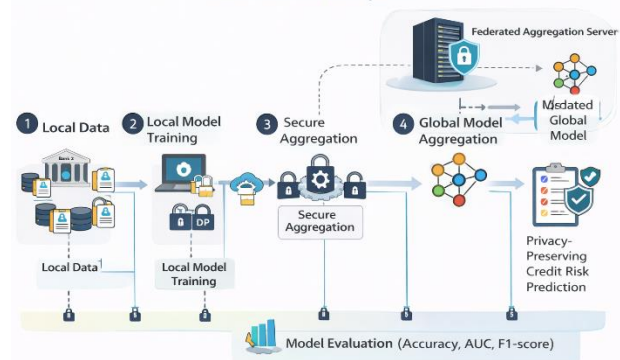 Federated Aggregation Server
1 Local Data
2 Local Model
Training
3 Secure
Aggregation
4 Global Model
Aggregation
Mıdated
Global
Model
DP
Secure
Aggregation
Local Data
Local Model
Training
Privacy-
Preserving
Credit Risk
Prediction
Model Evaluation (Accuracy, AUC, F1-score)